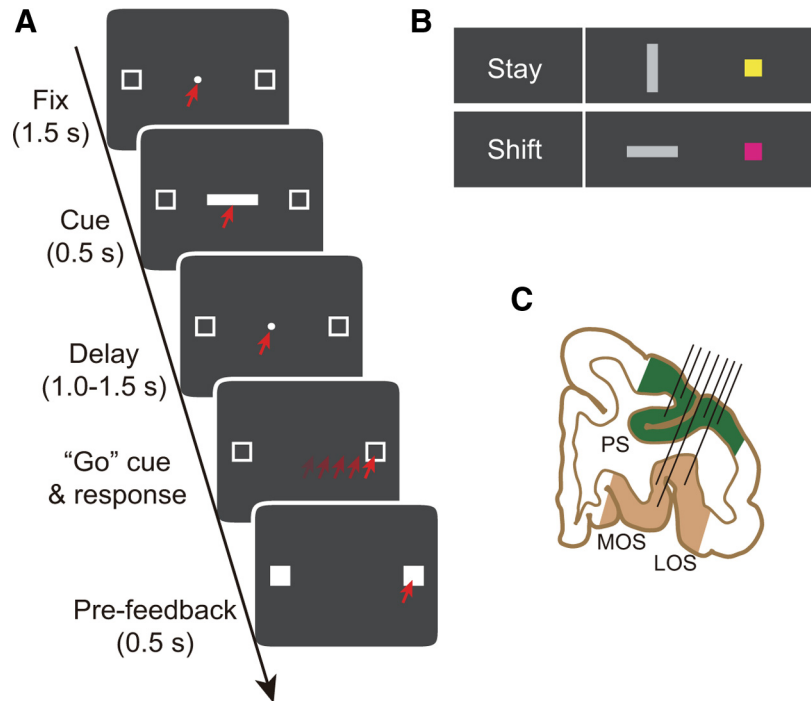 A
Fix
(1.5 s)
Cue
(0.5 s)
Delay
(1.0-1.5 s)
“Go” cue
& response
Pre-feedback
(0.5 s)
B
Stay
Shift
C
PS
MOS
LOS